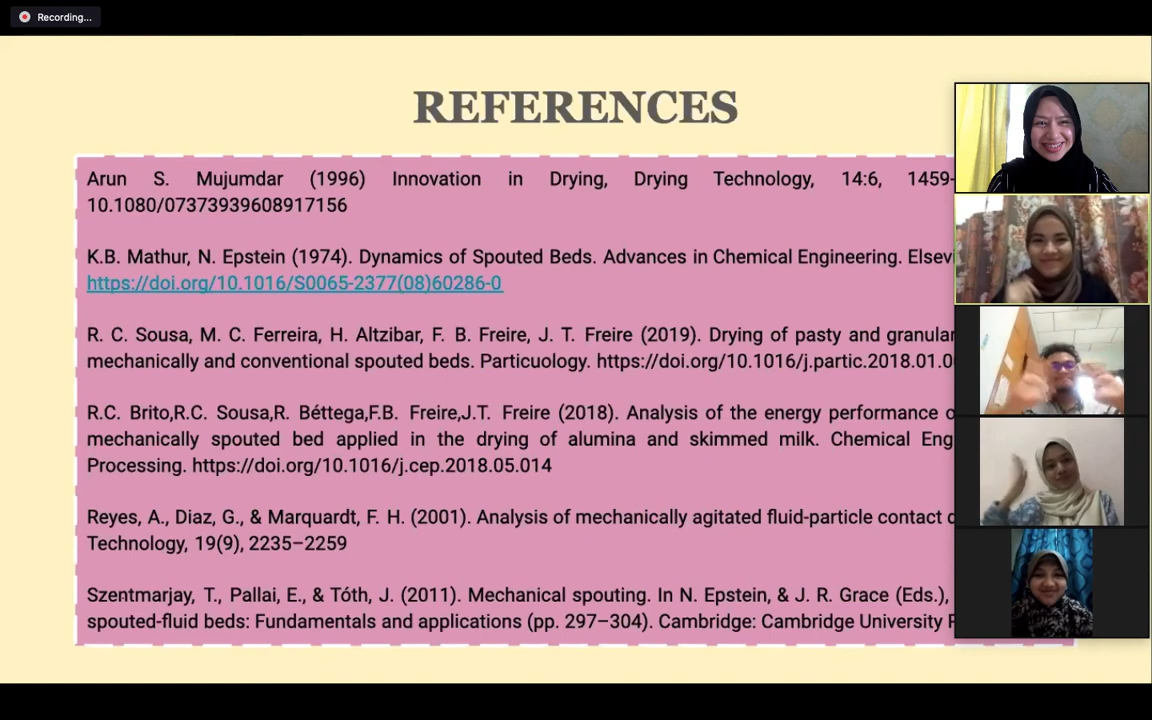 Recording...
REFERENCES
Arun S. Mujumdar (1996) Innovation in Drying, Drying Technology, 14:6, 1459-
10.1080/07373939608917156
K.B. Mathur, N. Epstein (1974). Dynamics of Spouted Beds. Advances in Chemical Engineering.
https://doi.org/10.1016/S0065-2377(08)60286-0
R. C. Sousa, M. C. Ferreira, H. Altzibar, F. B. Freire, J. T. Freire (2019). Drying of pasty and granular
mechanically and conventional spouted beds. Particuology. https://doi.org/10.1016/j.partic.2018.01.0
R.C. Brito,R.C. Sousa,R. Béttega,F.B. Freire,J.T. Freire (2018). Analysis of the energy performance
mechanically spouted bed applied in the drying of alumina and skimmed milk. Chemical Eng
Processing. https://doi.org/10.1016/j.cep.2018.05.014
Reyes, A., Diaz, G., & Marquardt, F. H. (2001). Analysis of mechanically agitated fluid-particle contact
Technology, 19(9), 2235–2259
Szentmarjay, T., Pallai, E., & Tóth, J. (2011). Mechanical spouting. In N. Epstein, & J. R. Grace (Eds.),
spouted-fluid beds: Fundamentals and applications (pp. 297–304). Cambridge: Cambridge University